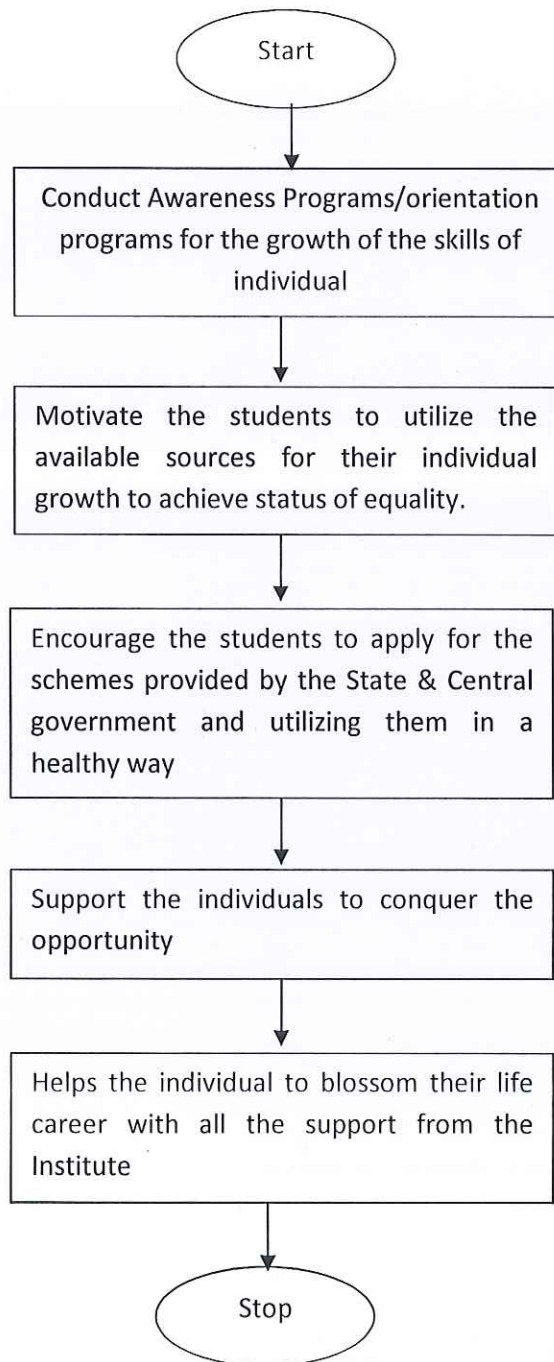 Start
Conduct Awareness Programs/orientation
programs for the growth of the skills of
individual
Motivate the students to utilize the
available sources for their individual
growth to achieve status of equality.
Encourage the students to apply for the
schemes provided by the State & Central
government and utilizing them in a
healthy way
Support the individuals to conquer the
opportunity
Helps the individual to blossom their life
career with all the support from the
Institute
Stop